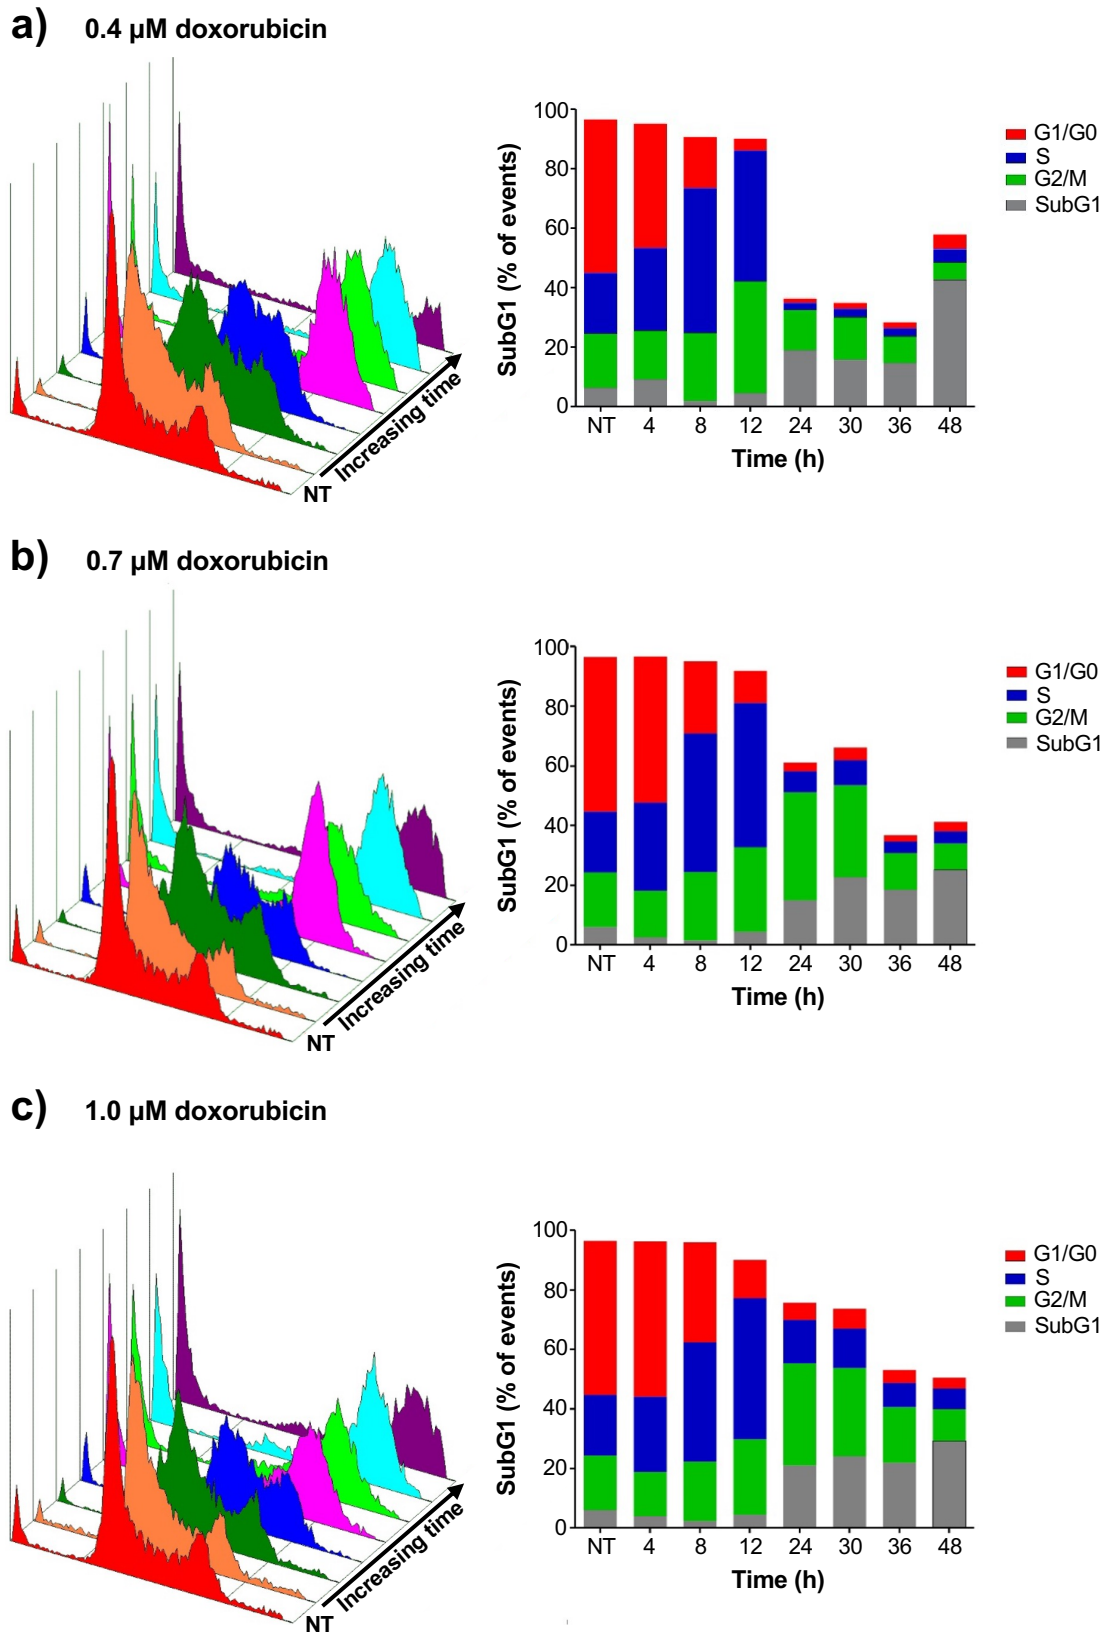 a) 0.4 µM doxorubicin
Increasing time
NT
SubG1 (% of events)
100
80
60
40
20
0
NT 4 8 12 24 30 36 48
Time (h)
G1/G0
S
G2/M
SubG1
b) 0.7 µM doxorubicin
Increasing time
NT
SubG1 (% of events)
100
80
60
40
20
0
NT 4 8 12 24 30 36 48
Time (h)
G1/G0
S
G2/M
SubG1
c) 1.0 µM doxorubicin
Increasing time
NT
SubG1 (% of events)
100
80
60
40
20
0
NT 4 8 12 24 30 36 48
Time (h)
G1/G0
S
G2/M
SubG1